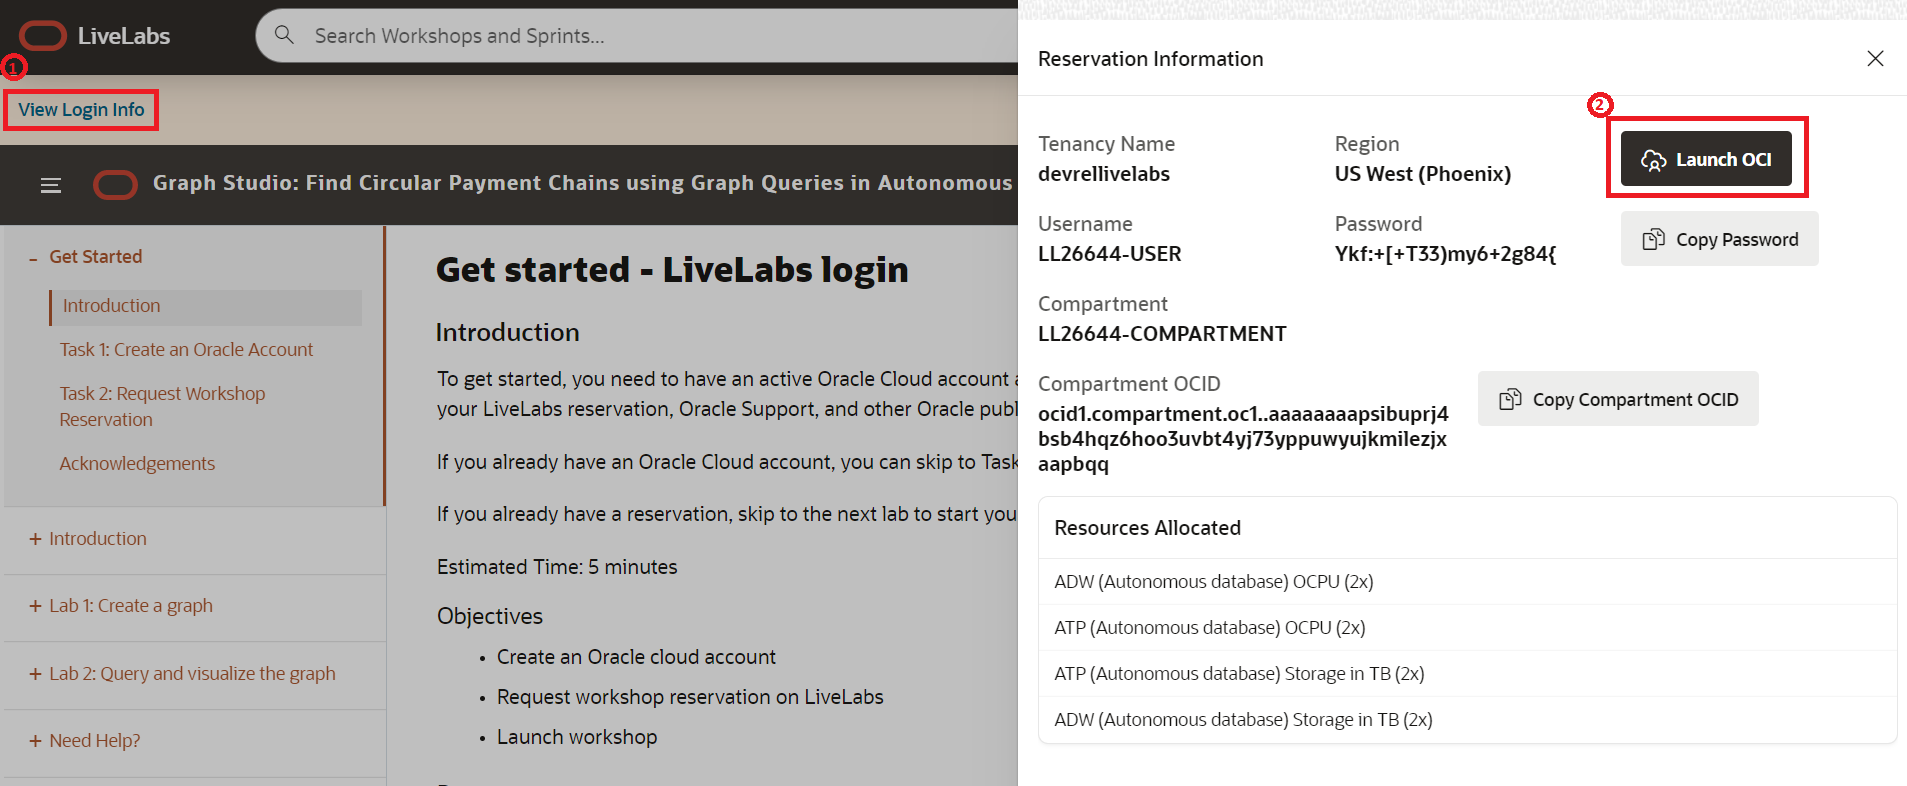 LiveLabs
Search Workshops and Sprints...
1
View Login Info
Graph Studio: Find Circular Payment Chains using Graph Queries in Autonomous
- Get Started
Introduction
Task 1: Create an Oracle Account
Task 2: Request Workshop
Reservation
Acknowledgements
+ Introduction
+ Lab 1: Create a graph
+ Lab 2: Query and visualize the graph
+ Need Help?
Get started - LiveLabs login
Introduction
To get started, you need to have an active Oracle Cloud account
your LiveLabs reservation, Oracle Support, and other Oracle publ
If you already have an Oracle Cloud account, you can skip to Task
If you already have a reservation, skip to the next lab to start you
Estimated Time: 5 minutes
Objectives
• Create an Oracle cloud account
• Request workshop reservation on LiveLabs
• Launch workshop
Reservation Information
2
Tenancy Name
devrellivelabs
Region
US West (Phoenix)
Launch OCI
Username
LL26644-USER
Password
Ykf:+[+T33)my6+2g84{
Copy Password
Compartment
LL26644-COMPARTMENT
Compartment OCID
ocid1.compartment.oc1..aaaaaaaapsibuprj4
bsb4hqz6hoo3uvbt4yj73yppuwyujkmilezjx
aapbqq
Copy Compartment OCID
Resources Allocated
ADW (Autonomous database) OCPU (2x)
ATP (Autonomous database) OCPU (2x)
ATP (Autonomous database) Storage in TB (2x)
ADW (Autonomous database) Storage in TB (2x)